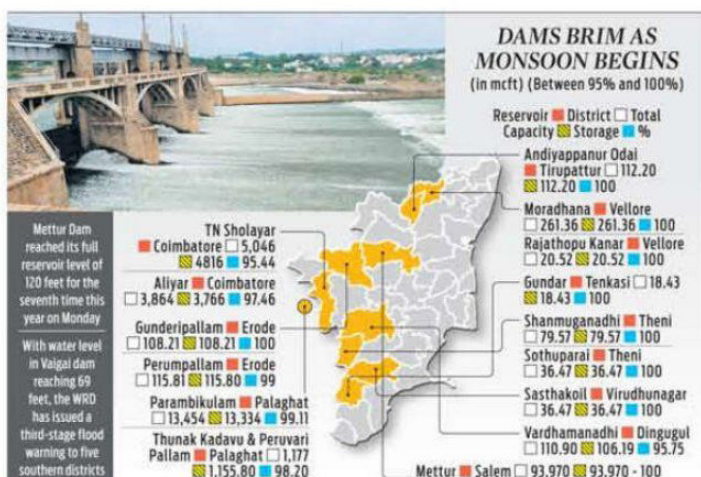 DAMS BRIM AS
MONSOON BEGINS
(in mcft) (Between 95% and 100%)
Reservoir District Total
Capacity Storage %
Andiyappanur Odai
Tirupattur 112.20
112.20 100
Moradhana Vellore
261.36 261.36 100
Rajathopu Kanar Vellore
20.52 20.52 100
Gundar Tenkasi 18.43
18.43 100
Shanmuganadhi Theni
79.57 79.57 100
Sothuparai Theni
36.47 36.47 100
Sasthakoil Virudhunagar
36.47 36.47 100
Vardhamanadhi Dingugul
110.90 106.19 95.75
Mettur Salem 93,970 93,970 - 100
TN Sholayar
Coimbatore 5,046
4816 95.44
Aliyar Coimbatore
3,864 3,766 97.46
Gunderipallam Erode
108.21 108.21 100
Perumpallam Erode
115.81 115.80 99
Parambikulam Palaghat
13,454 13,334 99.11
Thunak Kadavu & Peruvari
Pallam Palaghat 1,177
1,155.80 98.20
Mettur Dam
reached its full
reservoir level of
120 feet for the
seventh time this
year on Monday
With water level
in Vaigai dam
reaching 69
feet, the WRD
has issued a
third-stage flood
warning to five
southern districts